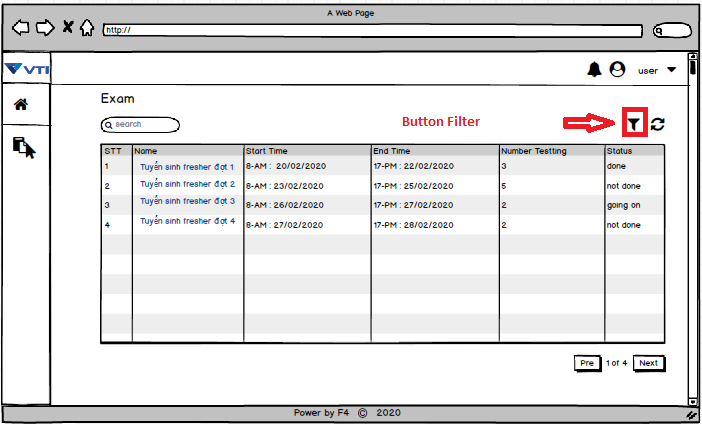 A Web Page
http://
VTI
user
Exam
search
Button Filter
STT Name Start Time End Time Number Testting Status
1 Tuyển sinh fresher đợt 1 8-AM : 20/02/2020 17-PM : 22/02/2020 3 done
2 Tuyển sinh fresher đợt 2 8-AM : 23/02/2020 17-PM : 25/02/2020 5 not done
3 Tuyển sinh fresher đợt 3 8-AM : 26/02/2020 17-PM : 27/02/2020 2 going on
4 Tuyển sinh fresher đợt 4 8-AM : 27/02/2020 17-PM : 28/02/2020 2 not done
Pre 1 of 4 Next
Power by F4 © 2020